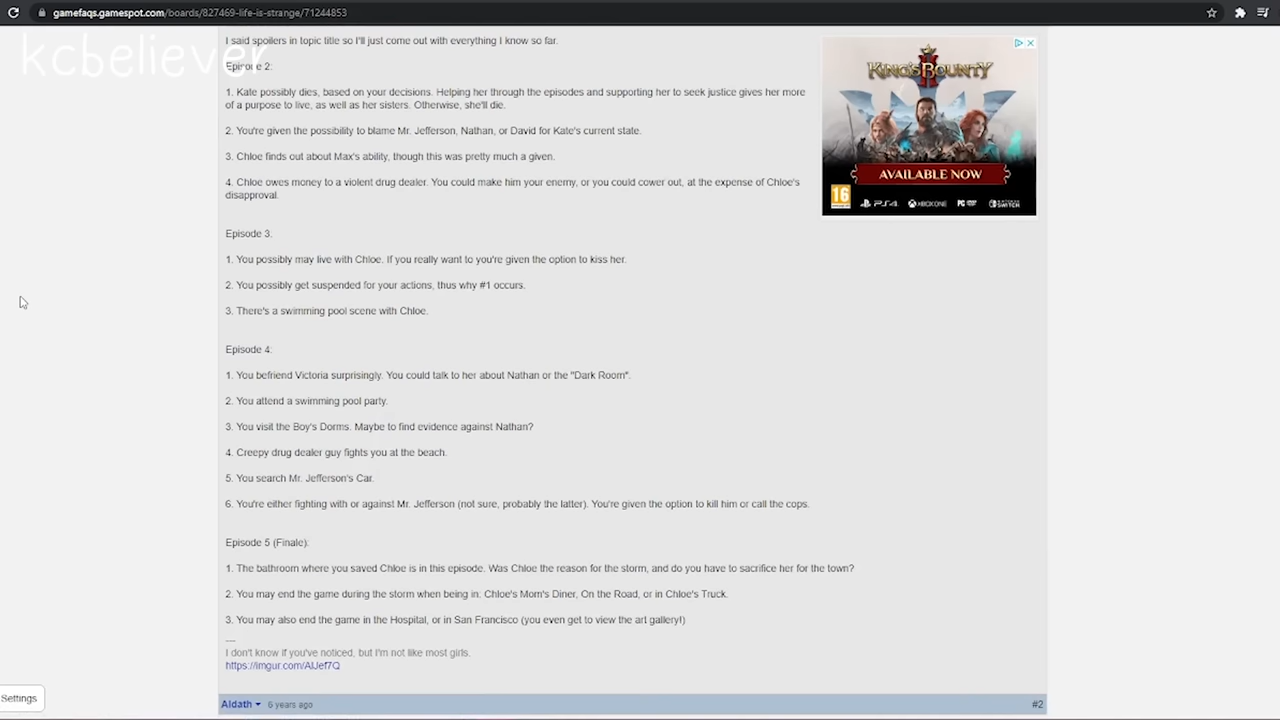 gamefaqs.gamespot.com/boards/827469-life-is-strange/71244853
kcbeliever
I said spoilers in topic title so I'll just come out with everything I know so far.
Episode 2:
1. Kate possibly dies, based on your decisions. Helping her through the episodes and supporting her to seek justice gives her more
of a purpose to live, as well as her sisters. Otherwise, she'll die.
2. You're given the possibility to blame Mr. Jefferson, Nathan, or David for Kate's current state.
3. Chloe finds out about Max's ability, though this was pretty much a given.
4. Chloe owes money to a violent drug dealer. You could make him your enemy, or you could cower out, at the expense of Chloe's
disapproval.
Episode 3:
1. You possibly may live with Chloe. If you really want to you're given the option to kiss her.
2. You possibly get suspended for your actions, thus why #1 occurs.
3. There's a swimming pool scene with Chloe.
Episode 4:
1. You befriend Victoria surprisingly. You could talk to her about Nathan or the "Dark Room".
2. You attend a swimming pool party.
3. You visit the Boy's Dorms. Maybe to find evidence against Nathan?
4. Creepy drug dealer guy fights you at the beach.
5. You search Mr. Jefferson's Car.
6. You're either fighting with or against Mr. Jefferson (not sure, probably the latter). You're given the option to kill him or call the cops.
Episode 5 (Finale):
1. The bathroom where you saved Chloe is in this episode. Was Chloe the reason for the storm, and do you have to sacrifice her for the town?
2. You may end the game during the storm when being in: Chloe's Mom's Diner, On the Road, or in Chloe's Truck.
3. You may also end the game in the Hospital, or in San Francisco (you even get to view the art gallery!)
---
I don't know if you've noticed, but I'm not like most girls.
https://imgur.com/AlJef7Q
Aldath 6 years ago #2
Settings
KING'S BOUNTY
II
AVAILABLE NOW
16 PS4 XBOX ONE PC DVD NINTENDO SWITCH